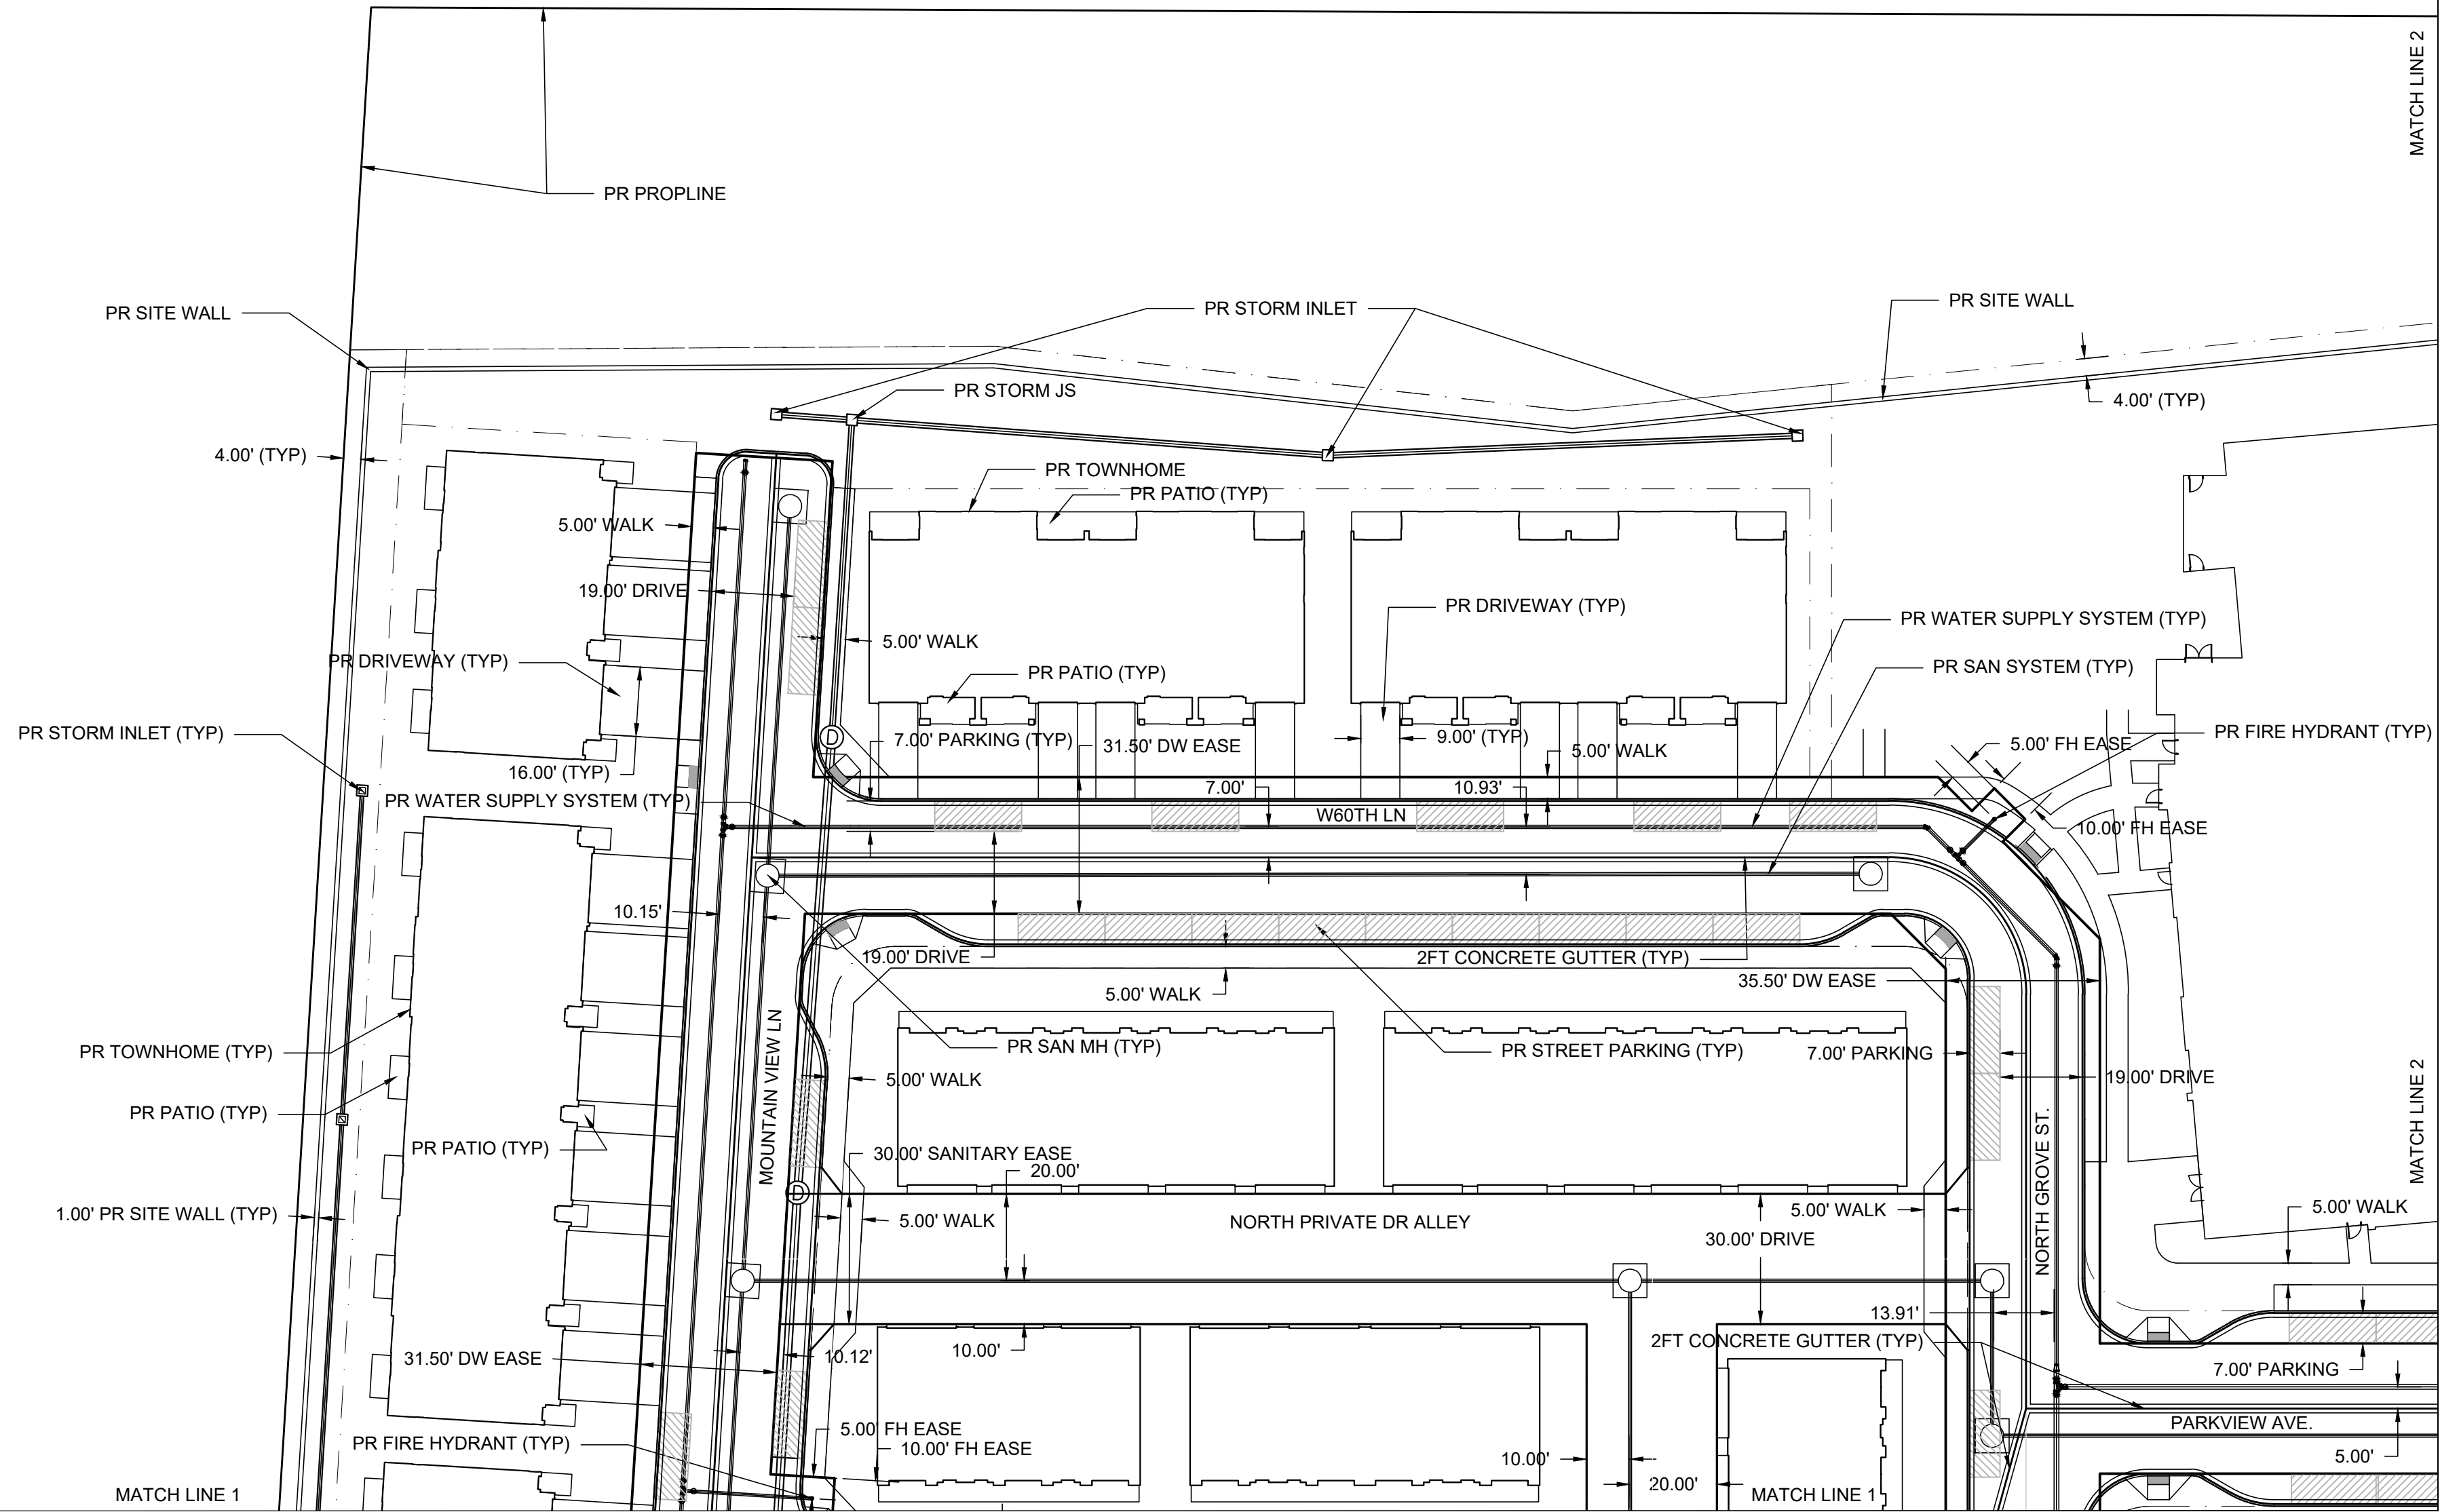 MATCH LINE 2
PR PROPLINE
PR SITE WALL
PR STORM INLET
PR SITE WALL
PR STORM JS
4.00' (TYP)
4.00' (TYP)
PR TOWNHOME
PR PATIO (TYP)
5.00' WALK
19.00' DRIVE
PR DRIVEWAY (TYP)
PR WATER SUPPLY SYSTEM (TYP)
5.00' WALK
PR DRIVEWAY (TYP)
PR PATIO (TYP)
PR SAN SYSTEM (TYP)
PR STORM INLET (TYP)
D
7.00' PARKING (TYP)
31.50' DW EASE
9.00' (TYP)
5.00' WALK
5.00' FH EASE
PR FIRE HYDRANT (TYP)
16.00' (TYP)
7.00'
10.93'
PR WATER SUPPLY SYSTEM (TYP)
W60TH LN
10.00' FH EASE
10.15'
19.00' DRIVE
2FT CONCRETE GUTTER (TYP)
35.50' DW EASE
5.00' WALK
PR TOWNHOME (TYP)
MOUNTAIN VIEW LN
PR SAN MH (TYP)
PR STREET PARKING (TYP)
7.00' PARKING
5.00' WALK
19.00' DRIVE
MATCH LINE 2
PR PATIO (TYP)
PR PATIO (TYP)
30.00' SANITARY EASE
20.00'
NORTH GROVE ST.
D
1.00' PR SITE WALL (TYP)
5.00' WALK
NORTH PRIVATE DR ALLEY
5.00' WALK
5.00' WALK
30.00' DRIVE
13.91'
2FT CONCRETE GUTTER (TYP)
31.50' DW EASE
10.12'
10.00'
7.00' PARKING
5.00' FH EASE
PARKVIEW AVE.
PR FIRE HYDRANT (TYP)
10.00' FH EASE
10.00'
5.00'
20.00'
MATCH LINE 1
MATCH LINE 1